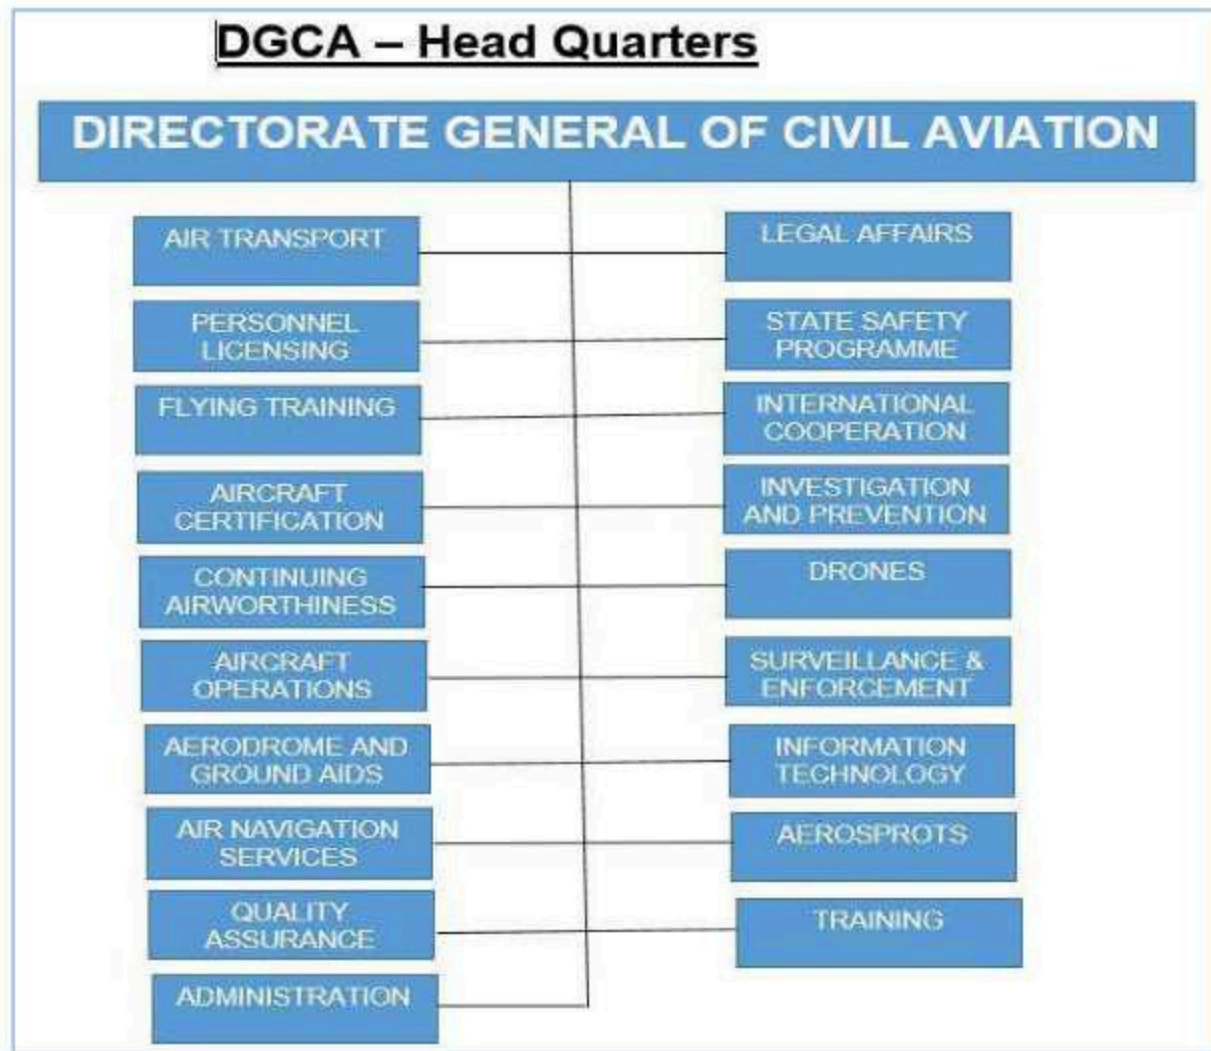 DGCA – Head Quarters
DIRECTORATE GENERAL OF CIVIL AVIATION
AIR TRANSPORT
LEGAL AFFAIRS
PERSONNEL
LICENSING
STATE SAFETY
PROGRAMME
FLYING TRAINING
INTERNATIONAL
COOPERATION
AIRCRAFT
CERTIFICATION
INVESTIGATION
AND PREVENTION
CONTINUING
AIRWORTHINESS
DRONES
AIRCRAFT
OPERATIONS
SURVEILLANCE &
ENFORCEMENT
AERODROME AND
GROUND AIDS
INFORMATION
TECHNOLOGY
AIR NAVIGATION
SERVICES
AEROSPROTS
QUALITY
ASSURANCE
TRAINING
ADMINISTRATION